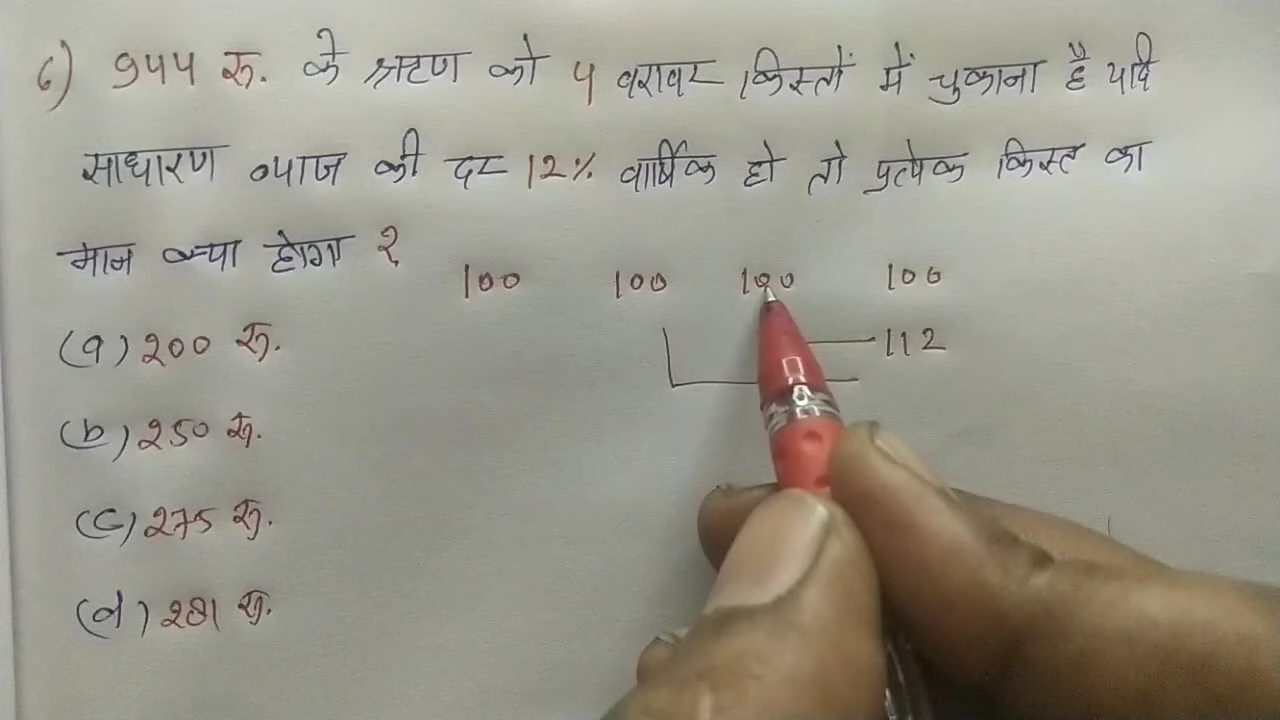 6) 944 रु. के ऋण को 4 बराबर किस्तों में चुकाना है यदि
साधारण ब्याज की दर 12% वार्षिक हो तो प्रत्येक किस्त का
मान क्या होगा ?
100 100 100 100
(a) 200 रु. 112
(b) 250 रु.
(c) 275 रु.
(d) 281 रु.